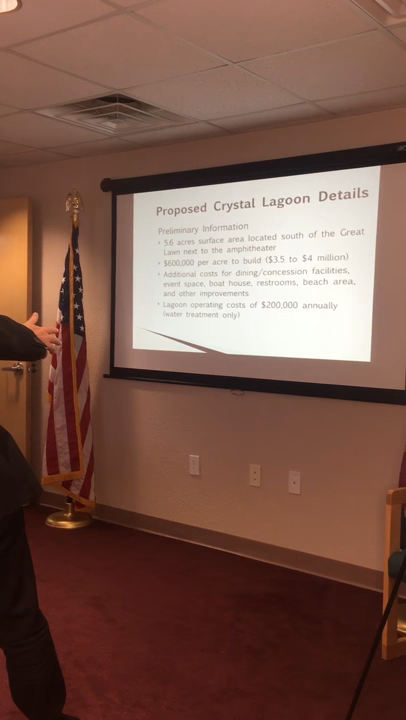 Proposed Crystal Lagoon Details
Preliminary Information
• 5.6 acres surface area located south of the Great
Lawn next to the amphitheater
• $600,000 per acre to build ($3.5 to $4 million)
• Additional costs for dining/concession facilities,
event space, boat house, restrooms, beach area,
and other improvements
• Lagoon operating costs of $200,000 annually
(water treatment only)